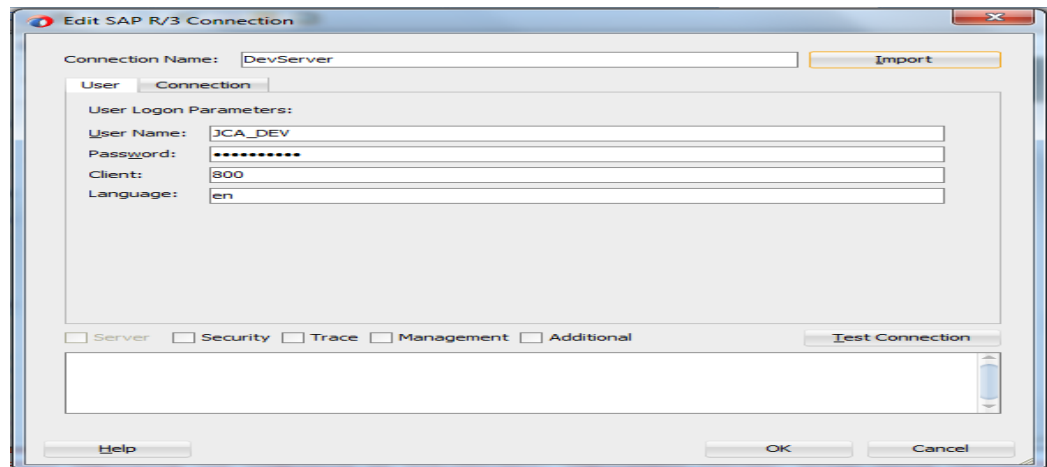 Edit SAP R/3 Connection
Connection Name: DevServer Import
User Connection
User Logon Parameters:
User Name: JCA_DEV
Password: ••••••••••
Client: 800
Language: en
Server Security Trace Management Additional Test Connection
Help OK Cancel